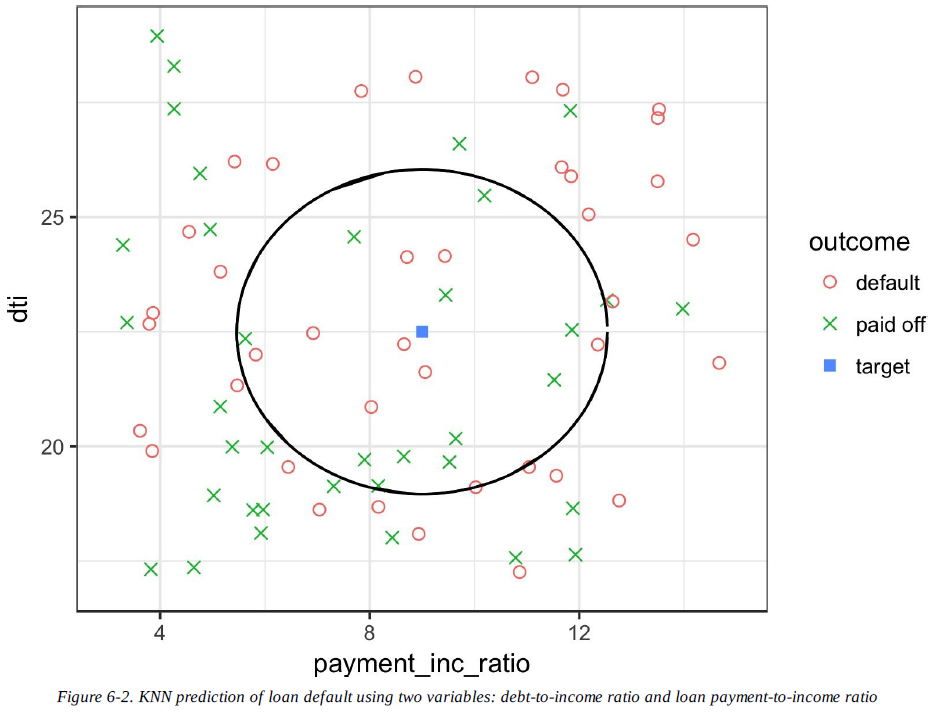 25
20
dti
4 8 12
payment_inc_ratio
outcome
default
paid off
target
Figure 6-2. KNN prediction of loan default using two variables: debt-to-income ratio and loan payment-to-income ratio